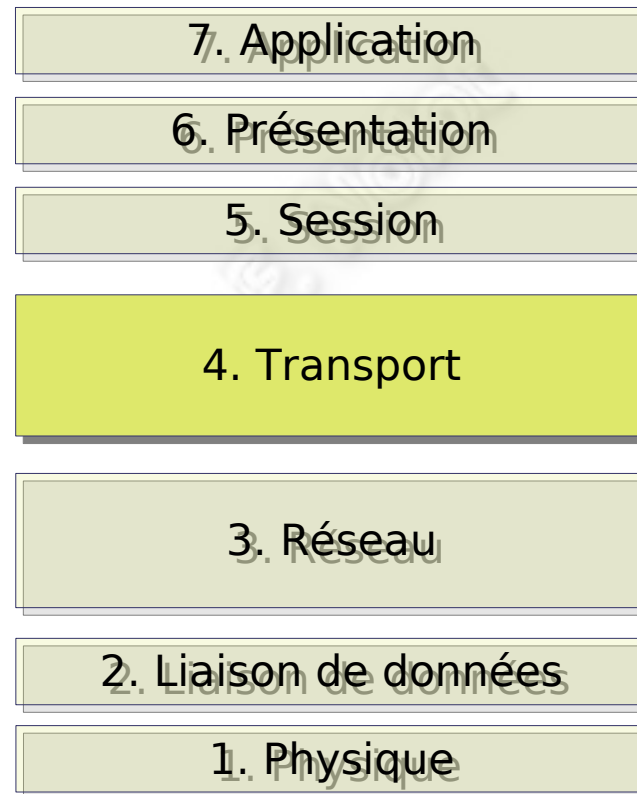 7. Application
6. Présentation
5. Session
4. Transport
3. Réseau
2. Liaison de données
1. Physique